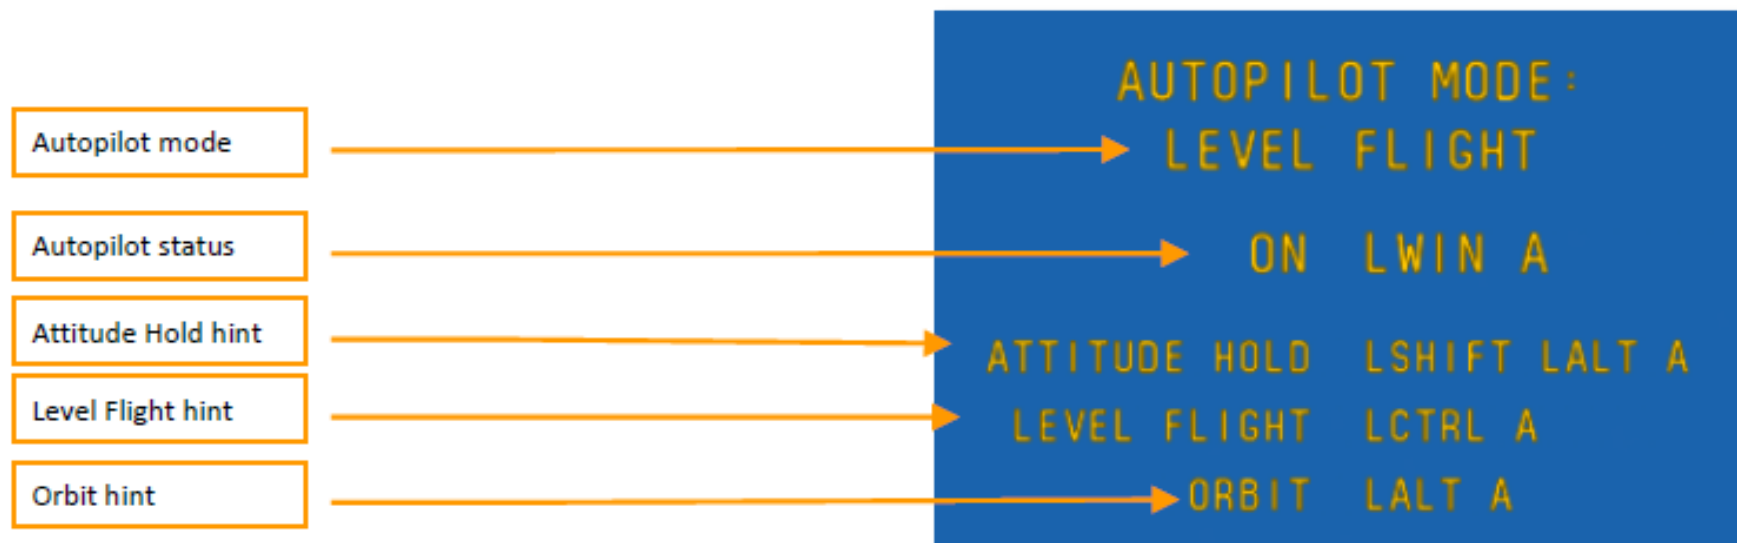 AUTOPILOT MODE:
Autopilot mode
LEVEL FLIGHT
Autopilot status
ON LWIN A
Attitude Hold hint
ATTITUDE HOLD LSHIFT LALT A
Level Flight hint
LEVEL FLIGHT LCTRL A
Orbit hint
ORBIT LALT A